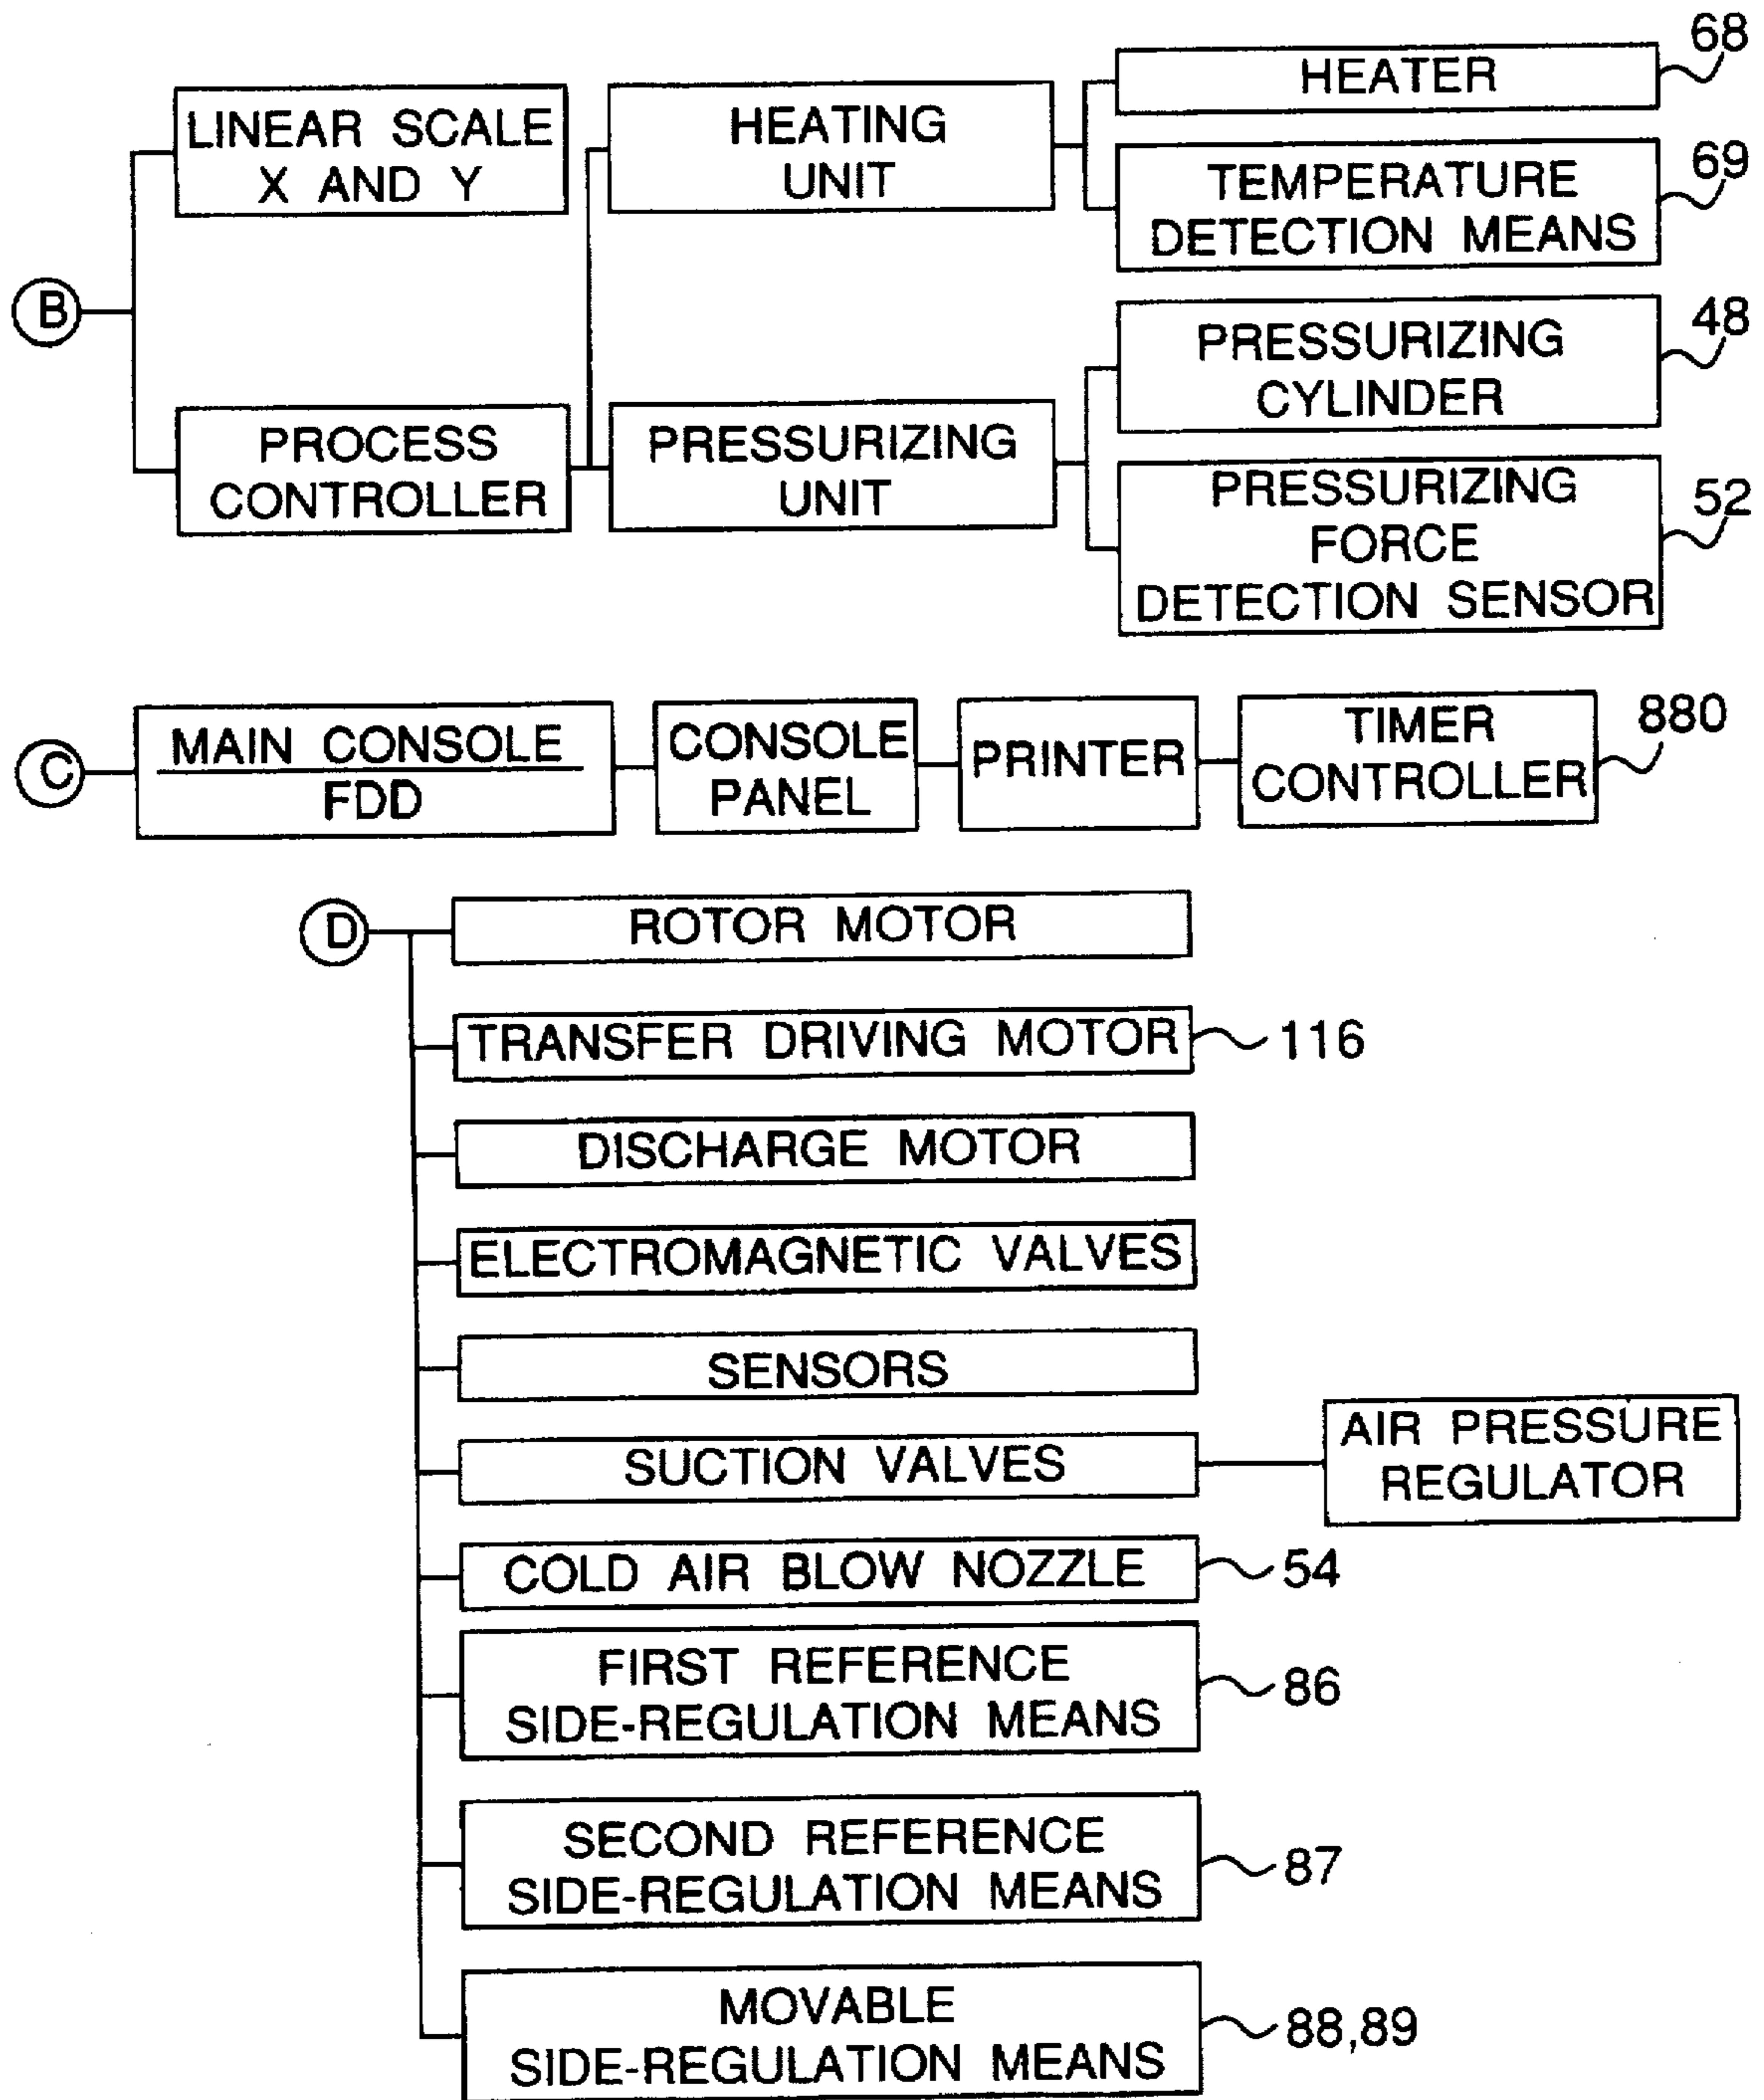 68
HEATER
LINEAR SCALE
X AND Y
HEATING
UNIT
69
TEMPERATURE
DETECTION MEANS
B
48
PRESSURIZING
CYLINDER
PROCESS
CONTROLLER
PRESSURIZING
UNIT
52
PRESSURIZING
FORCE
DETECTION SENSOR
C
MAIN CONSOLE
FDD
CONSOLE
PANEL
PRINTER
TIMER
CONTROLLER
880
D
ROTOR MOTOR
TRANSFER DRIVING MOTOR
116
DISCHARGE MOTOR
ELECTROMAGNETIC VALVES
SENSORS
SUCTION VALVES
AIR PRESSURE
REGULATOR
COLD AIR BLOW NOZZLE
54
FIRST REFERENCE
SIDE-REGULATION MEANS
86
SECOND REFERENCE
SIDE-REGULATION MEANS
87
MOVABLE
SIDE-REGULATION MEANS
88,89